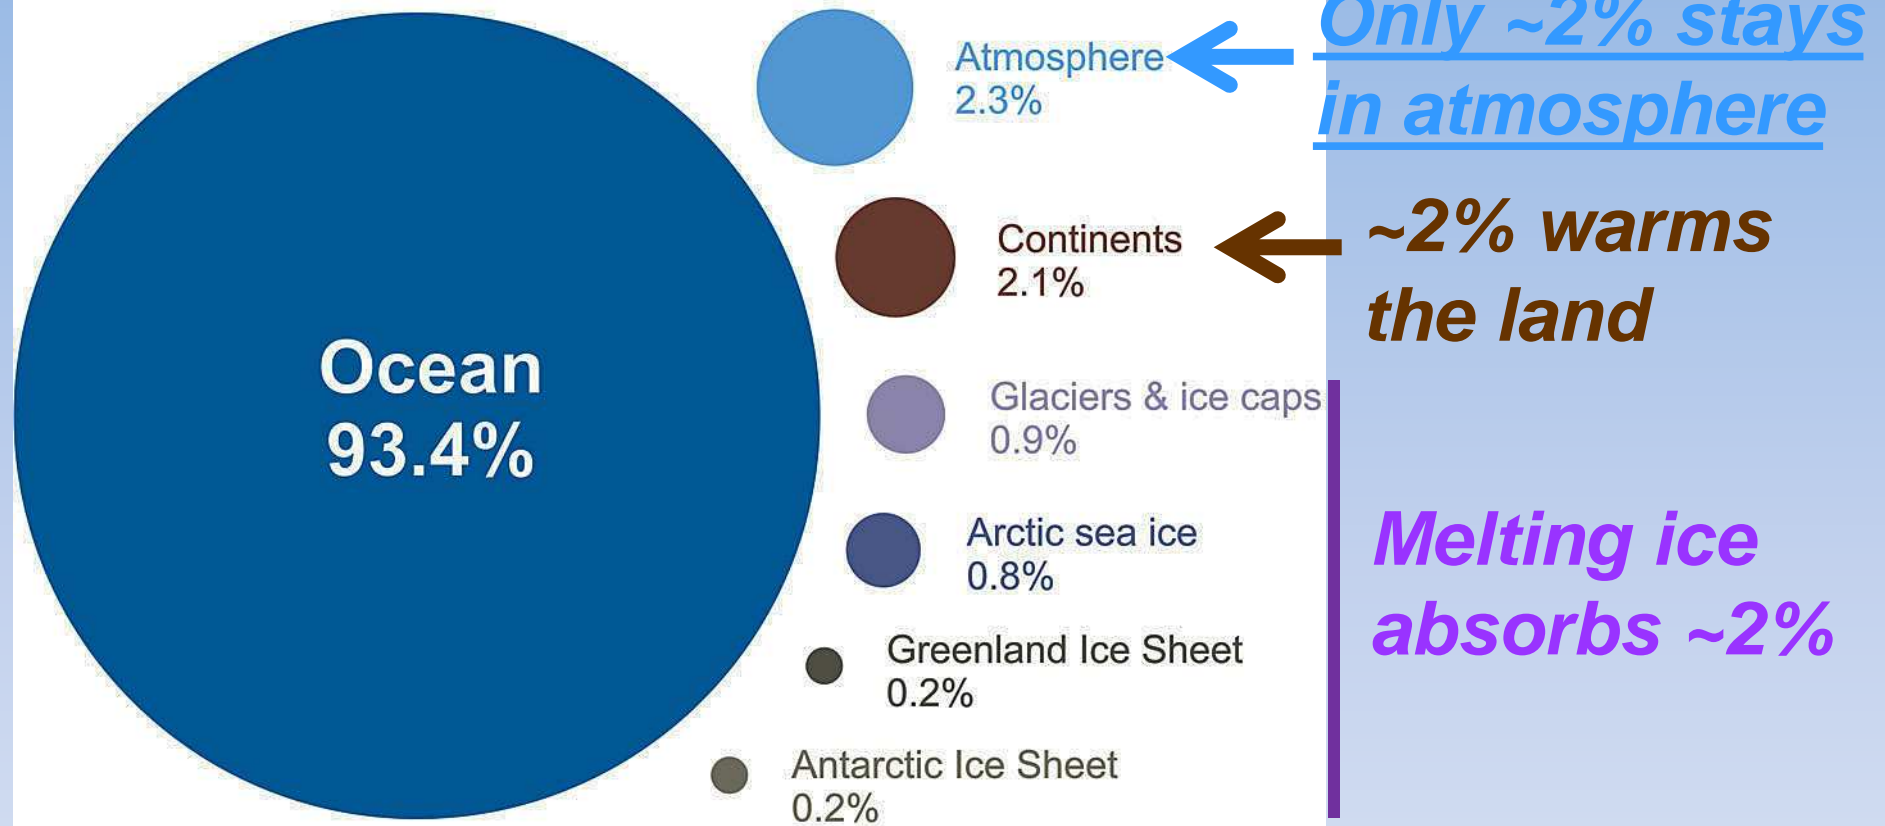 Ocean
93.4%
Atmosphere
2.3%
Only ~2% stays
in atmosphere
Continents
2.1%
~2% warms
the land
Glaciers & ice caps
0.9%
Arctic sea ice
0.8%
Greenland Ice Sheet
0.2%
Antarctic Ice Sheet
0.2%
Melting ice
absorbs ~2%